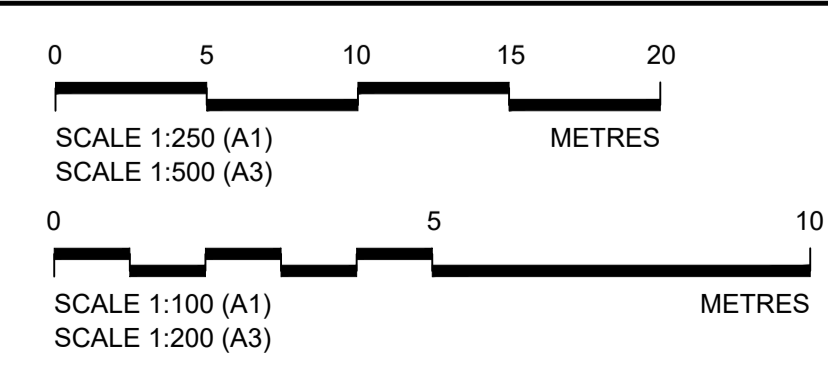 0 5 10 15 20
SCALE 1:250 (A1) METRES
SCALE 1:500 (A3)
0 5 10
SCALE 1:100 (A1) METRES
SCALE 1:200 (A3)